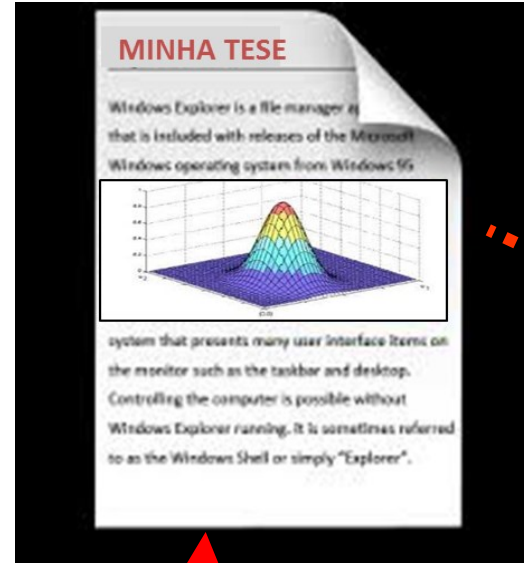 MINHA TESE
Windows Explorer is a file manager
that is included with releases of the Microsoft
Windows operating system from Windows 95
system that presents many user interface items on
the monitor such as the taskbar and desktop.
Controlling the computer is possible without
Windows Explorer running. It is sometimes referred
to as the Windows Shell or simply "Explorer".